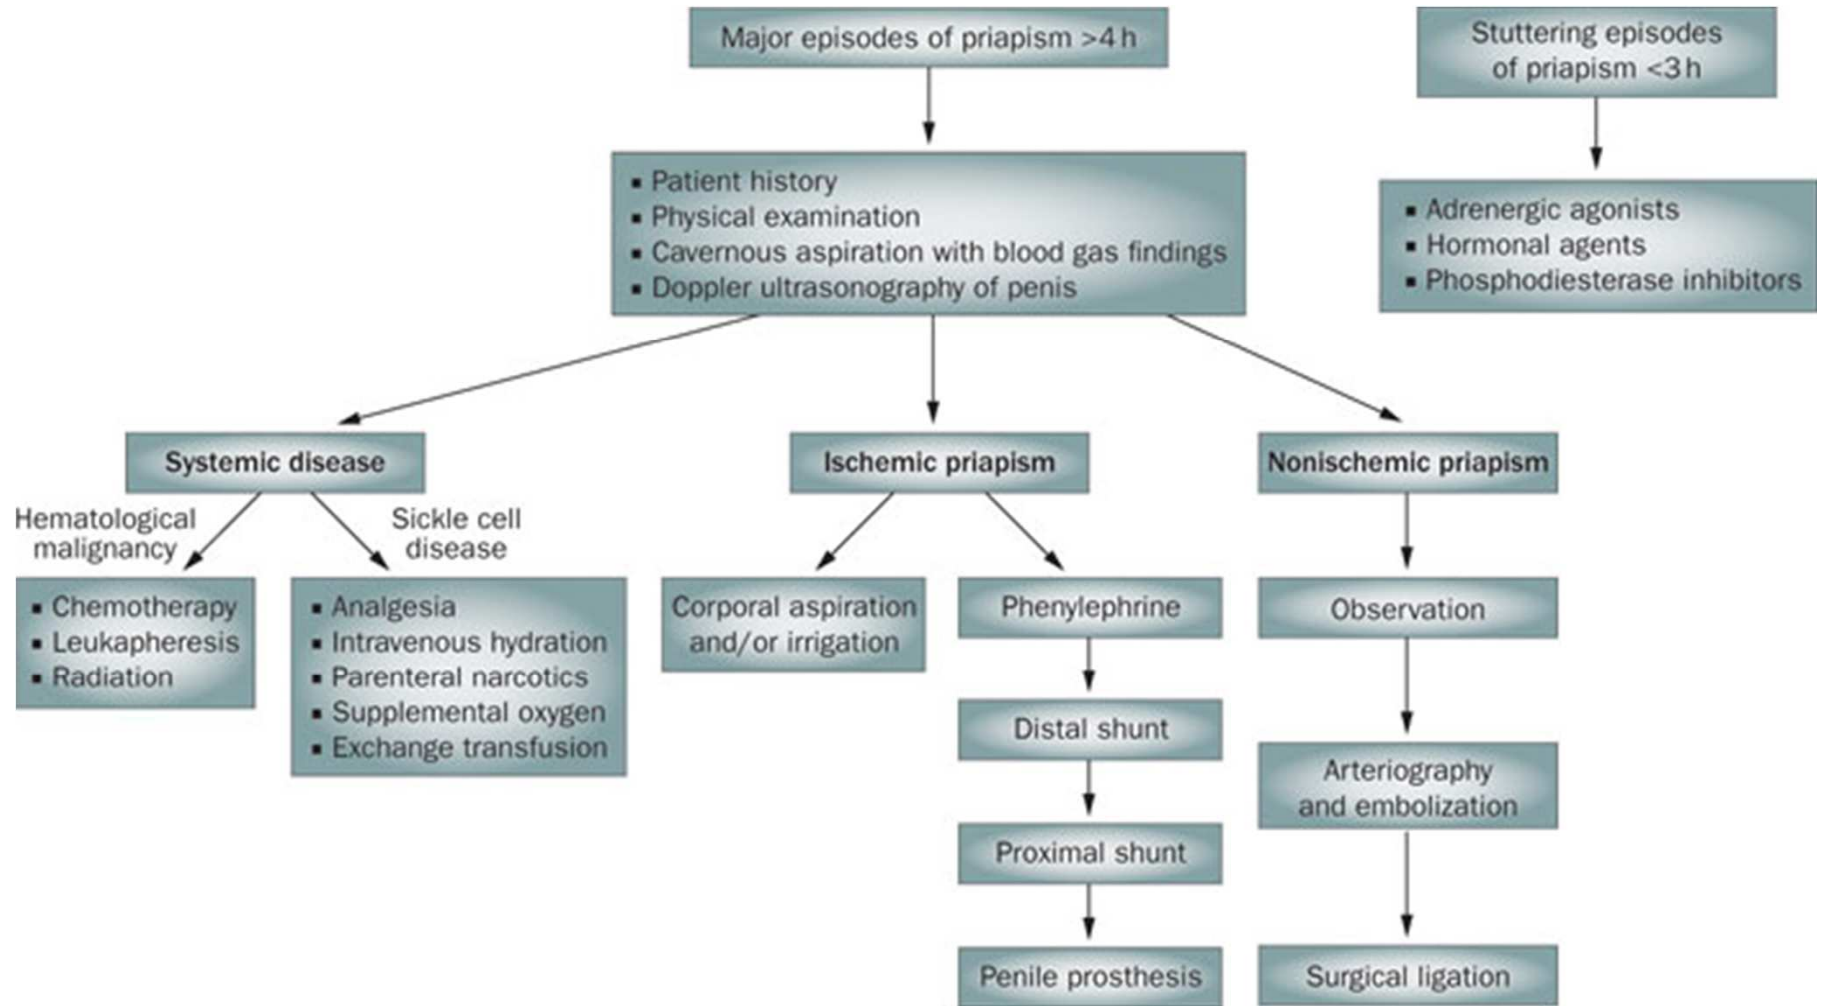 Major episodes of priapism >4 h
Stuttering episodes
of priapism <3 h
▪ Patient history
▪ Physical examination
▪ Cavernous aspiration with blood gas findings
▪ Doppler ultrasonography of penis
▪ Adrenergic agonists
▪ Hormonal agents
▪ Phosphodiesterase inhibitors
Systemic disease
Ischemic priapism
Nonischemic priapism
Hematological
malignancy
Sickle cell
disease
▪ Chemotherapy
▪ Leukapheresis
▪ Radiation
▪ Analgesia
▪ Intravenous hydration
▪ Parenteral narcotics
▪ Supplemental oxygen
▪ Exchange transfusion
Corporal aspiration
and/or irrigation
Phenylephrine
Distal shunt
Proximal shunt
Penile prosthesis
Observation
Arteriography
and embolization
Surgical ligation